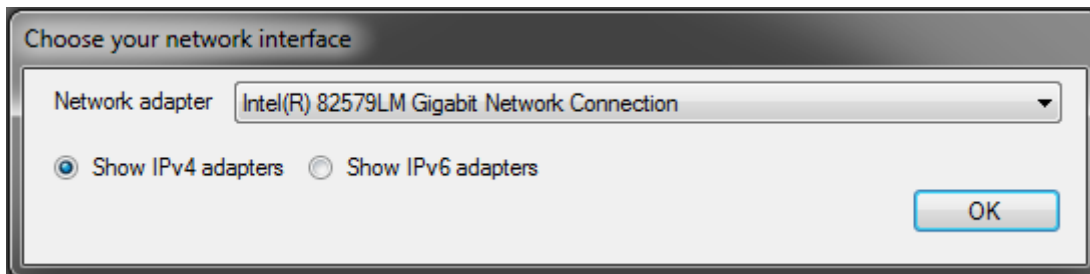 Choose your network interface
Network adapter Intel(R) 82579LM Gigabit Network Connection
Show IPv4 adapters Show IPv6 adapters
OK